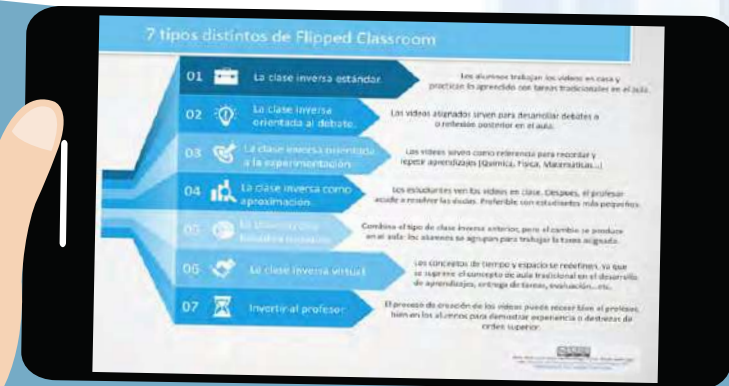 7 tipos distintos de Flipped Classroom
01 La clase inversa estándar.
Los alumnos trabajan los videos en casa y
practican lo aprendido con tareas tradicionales en el aula.
02 La clase inversa
orientada al debate.
Los videos asignados sirven para desarrollar debates o
o reflexión posterior en el aula.
03 La clase inversa orientada
a la experimentación.
Los videos sirven como referencia para recordar y
repetir aprendizajes (Química, Física, Matemáticas...)
04 La clase inversa como
aproximación.
Los estudiantes ven los videos en clase. Después, el profesor
acude a resolver las dudas. Preferible con estudiantes más pequeños.
05
Combina el tipo de clase inversa anterior, pero el cambio se produce
en el aula: los alumnos se agrupan para trabajar la tarea asignada.
06 La clase inversa virtual
Los conceptos de tiempo y espacio se redefinen, ya que
se suprime el concepto de aula tradicional en el desarrollo
de aprendizajes, entrega de tareas, evaluación...etc.
07 Invertir al profesor.
El proceso de creación de los videos puede recaer bien el profesor,
bien en los alumnos para demostrar experiencia o destrezas de
orden superior.